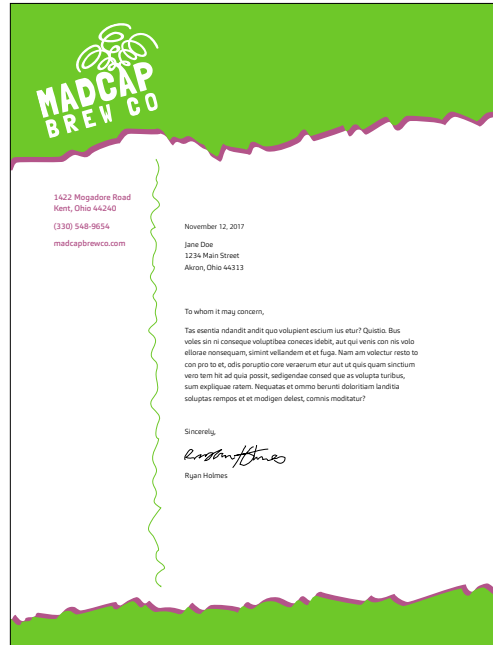 MADCAP
BREW CO
1422 Mogadore Road
Kent, Ohio 44240
(330) 548-9654
madcapbrewco.com
November 12, 2017
Jane Doe
1234 Main Street
Akron, Ohio 44313
To whom it may concern,
Tas esentia ndandit andit quo volupient escium ius etur? Quistio. Bus
voles sin ni conseque voluptibea coneces idebit, aut qui venis con nis volo
ellorae nonsequam, simint vellandem et et fuga. Nam am volectur resto to
con pro to et, odis poruptio core veraerum etur aut ut quis quam sinctium
vero tem hit ad quia possit, sedigendae consed que as volupta turibus,
sum expliquae ratem. Nequatas et ommo berunti doloritiam landitia
soluptas rempos et et modigen delest, comnis moditatur?
Sincerely,
Ryan Holmes